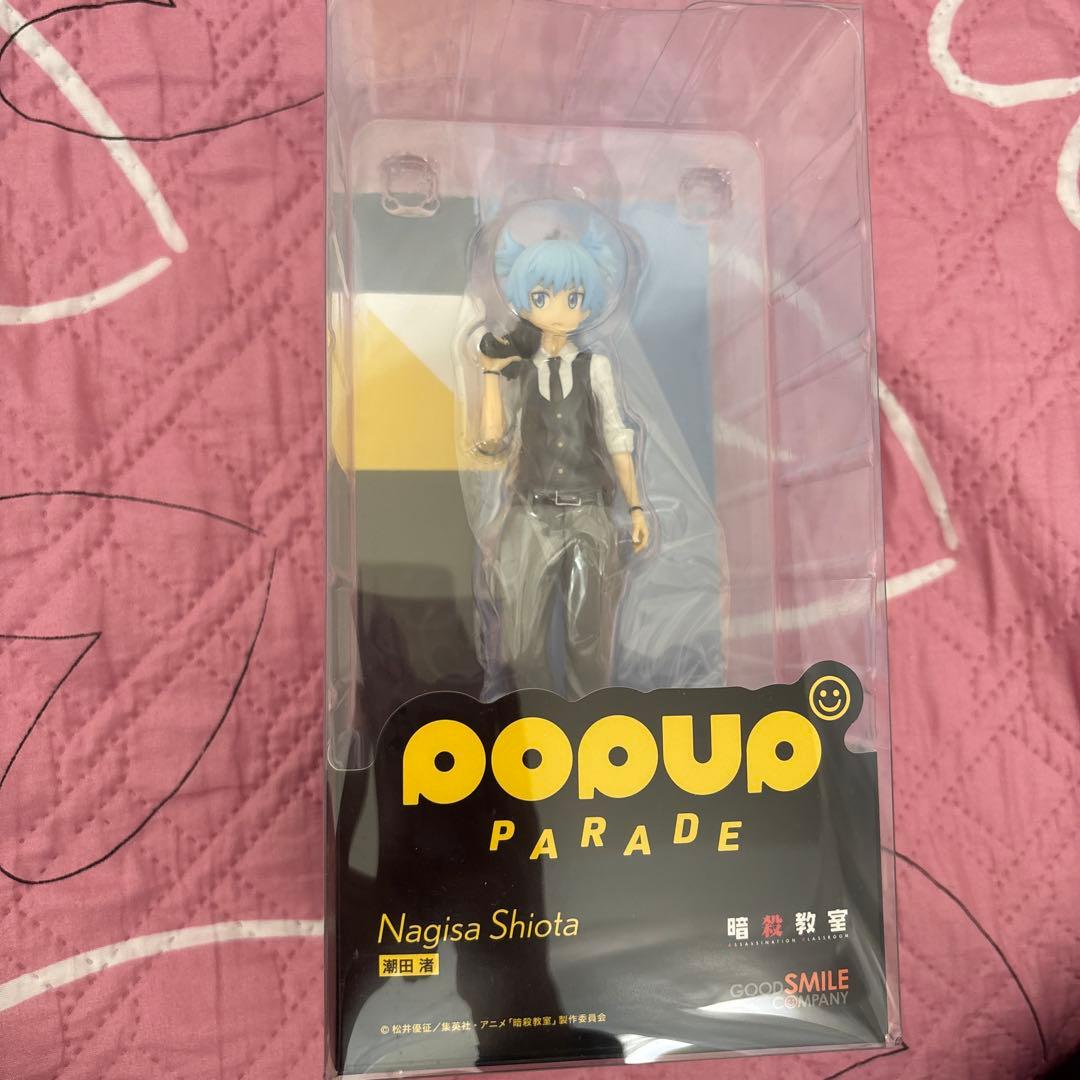 POPUP
PARADE
Nagisa Shiota
潮田 渚
暗殺教室
ASSASSINATION CLASSROOM
GOOD SMILE
COMPANY
© 松井優征／集英社・アニメ「暗殺教室」製作委員会